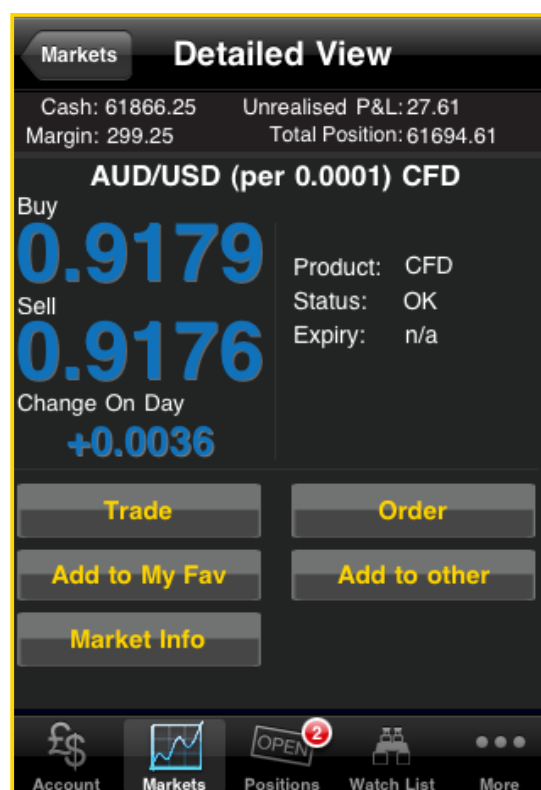 Markets Detailed View
Cash: 61866.25 Unrealised P&L: 27.61
Margin: 299.25 Total Position: 61694.61
AUD/USD (per 0.0001) CFD
Buy
0.9179
Product: CFD
Sell
Status: OK
0.9176
Expiry: n/a
Change On Day
+0.0036
Trade Order
Add to My Fav Add to other
Market Info
£$ OPEN 2
Account Markets Positions Watch List More